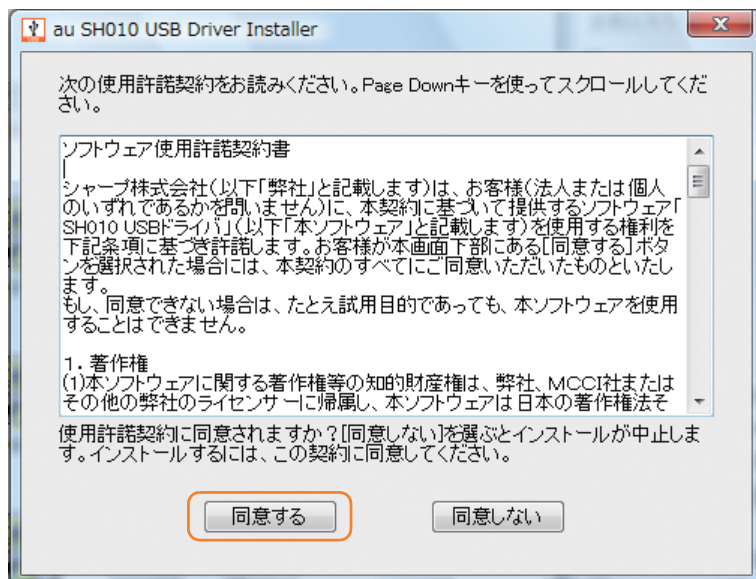 au SH010 USB Driver Installer
次の使用許諾契約をお読みください。Page Downキーを使ってスクロールしてくだ
さい。
ソフトウェア使用許諾契約書
シャープ株式会社(以下「弊社」と記載します)は、お客様(法人または個人
のいずれであるかを問いません)に、本契約に基づいて提供するソフトウェア「
SH010 USBドライバ」(以下「本ソフトウェア」と記載します)を使用する権利を
下記条項に基づき許諾します。お客様が本画面下部にある[同意する]ボタ
ンを選択された場合には、本契約のすべてにご同意いただいたものといたし
ます。
もし、同意できない場合は、たとえ試用目的であっても、本ソフトウェアを使用
することはできません。
1．著作権
(1)本ソフトウェアに関する著作権等の知的財産権は、弊社、MCCI社または
その他の弊社のライセンサーに帰属し、本ソフトウェアは日本の著作権法そ
使用許諾契約に同意されますか？[同意しない]を選ぶとインストールが中止しま
す。インストールするには、この契約に同意してください。
同意する
同意しない